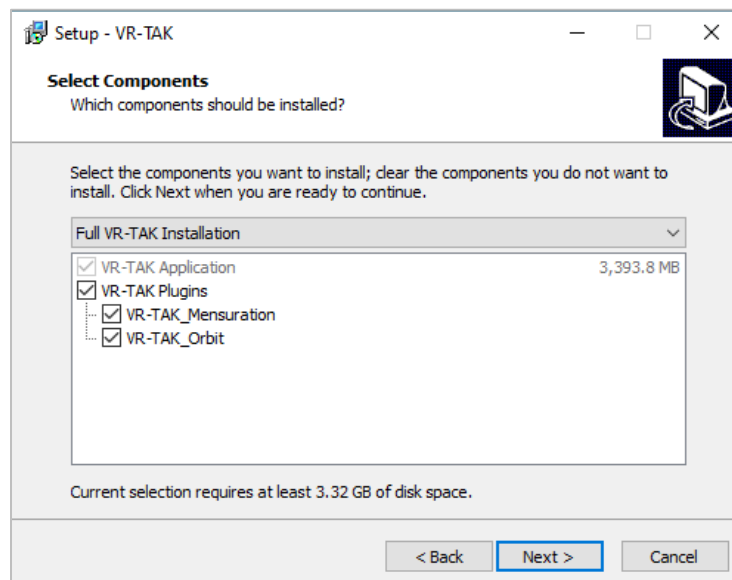 Setup - VR-TAK
Select Components
Which components should be installed?
Select the components you want to install; clear the components you do not want to
install. Click Next when you are ready to continue.
Full VR-TAK Installation
VR-TAK Application 3,393.8 MB
VR-TAK Plugins
VR-TAK_Mensuration
VR-TAK_Orbit
Current selection requires at least 3.32 GB of disk space.
< Back Next > Cancel